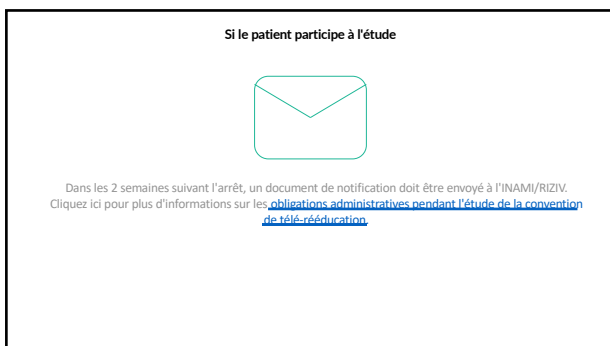 Si le patient participe à l'étude
Dans les 2 semaines suivant l'arrêt, un document de notification doit être envoyé à l'INAMI/RIZIV.
Cliquez ici pour plus d'informations sur les obligations administratives pendant l'étude de la convention
de télé-rééducation.